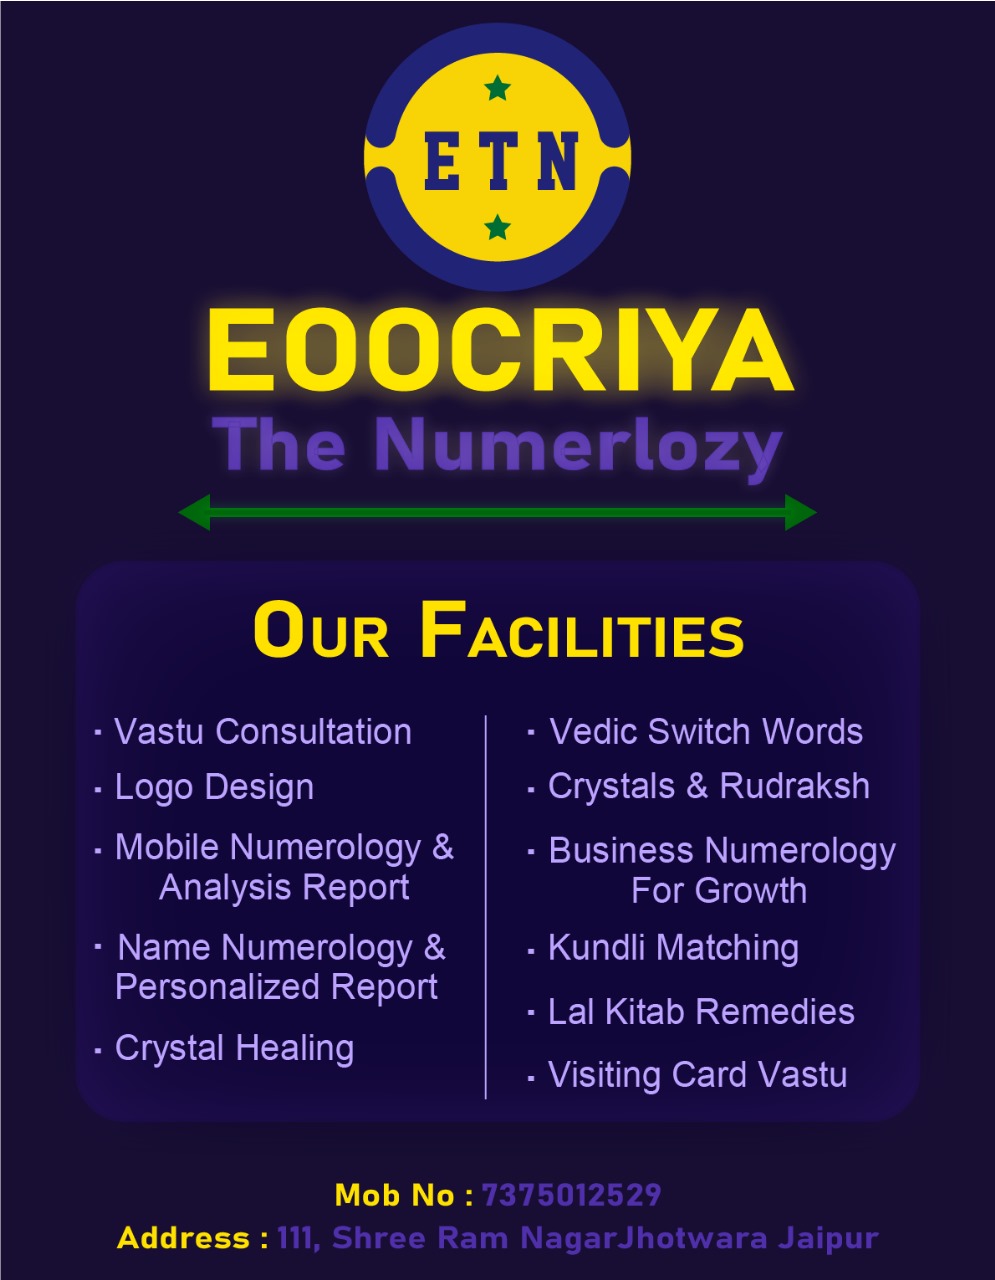 ETN
EOOCRIYA
The Numerlozy
OUR FACILITIES
▪ Vastu Consultation
▪ Logo Design
▪ Mobile Numerology &
Analysis Report
▪ Name Numerology &
Personalized Report
▪ Crystal Healing
▪ Vedic Switch Words
▪ Crystals & Rudraksh
▪ Business Numerology
For Growth
▪ Kundli Matching
▪ Lal Kitab Remedies
▪ Visiting Card Vastu
Mob No : 7375012529
Address : 111, Shree Ram NagarJhotwara Jaipur